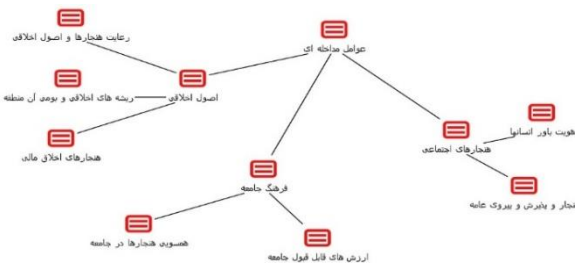 رعایت هنجارها و اصول اخلاقی
عوامل مداخله ای
ریشه های اخلاقی و بومی آن منطقه
اصول اخلاقی
هویت باور انسانها
هنجارهای اجتماعی
هنجارهای اخلاق مالی
فرهنگ جامعه
هنجار و پذیرش و پیروی عامه
همسویی هنجارها در جامعه
ارزش های قابل قبول جامعه